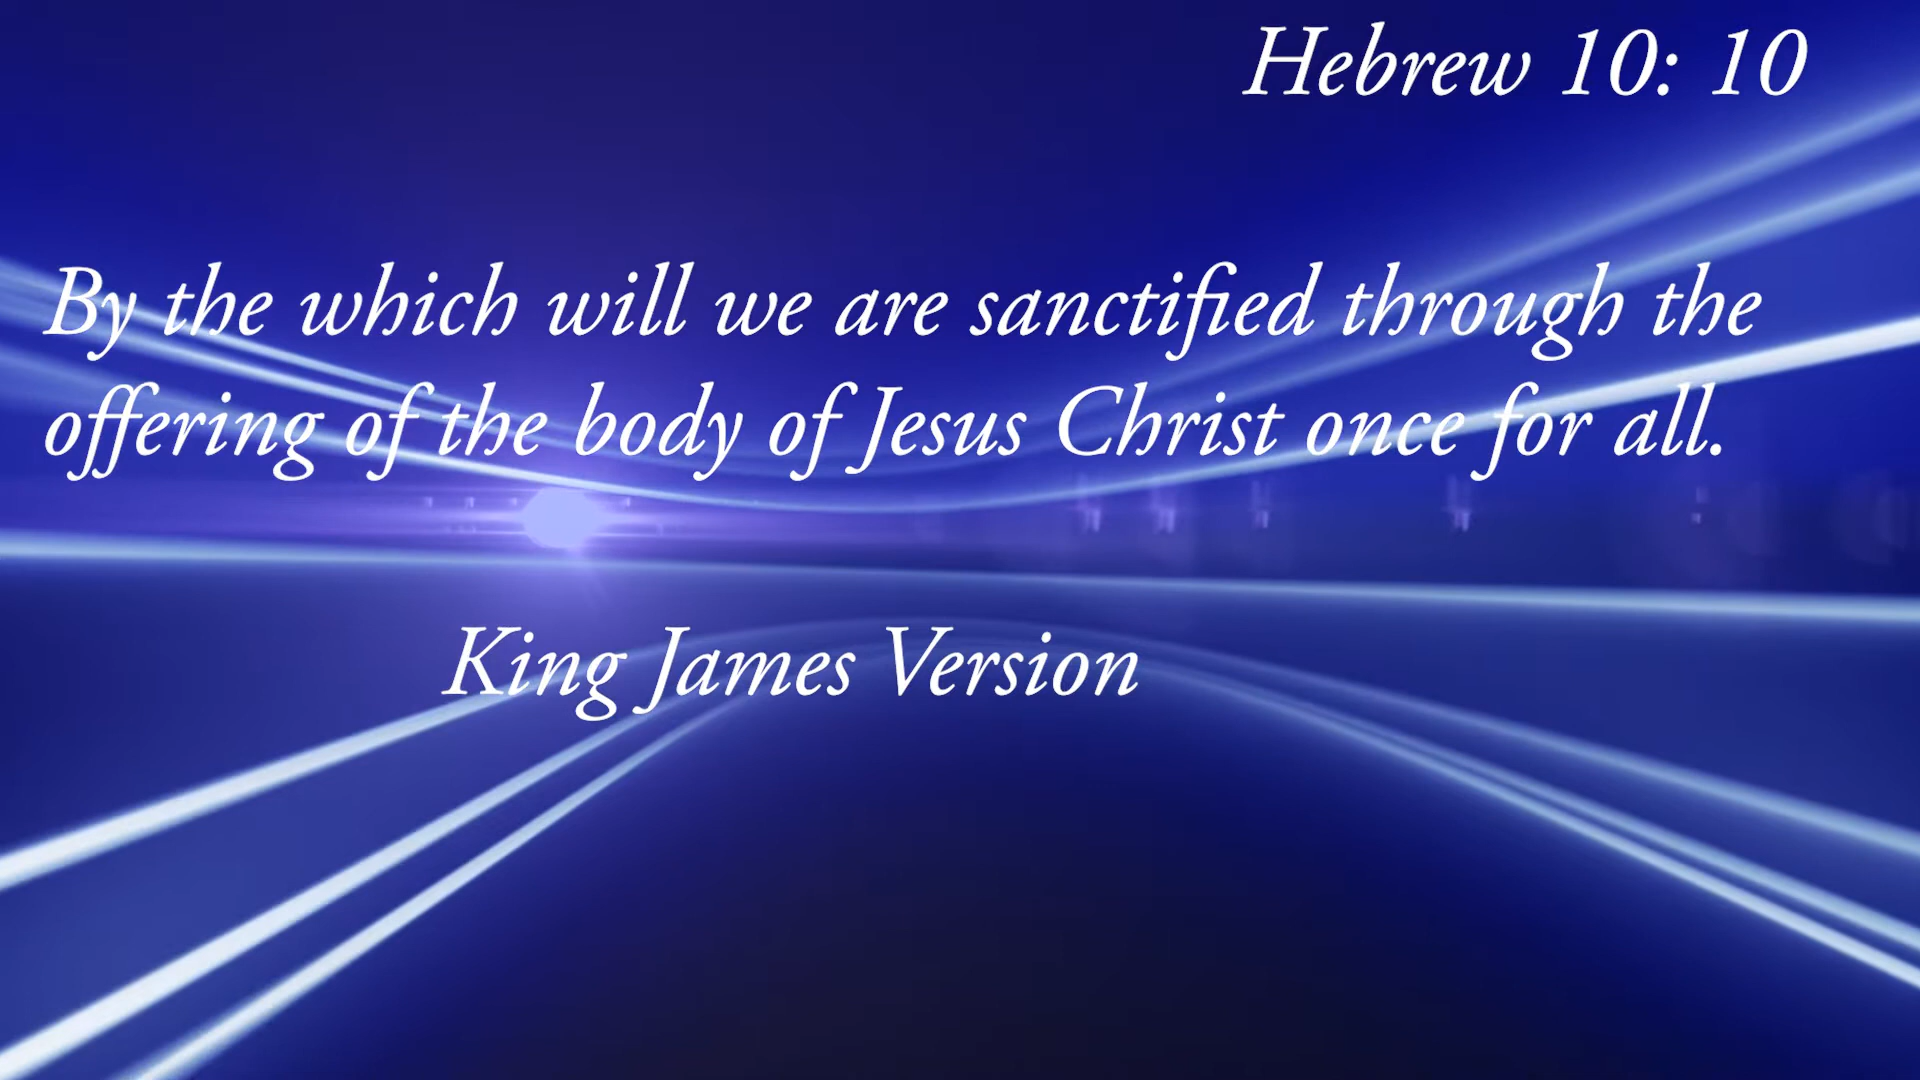 Hebrew 10: 10
By the which will we are sanctified through the
offering of the body of Jesus Christ once for all.
King James Version